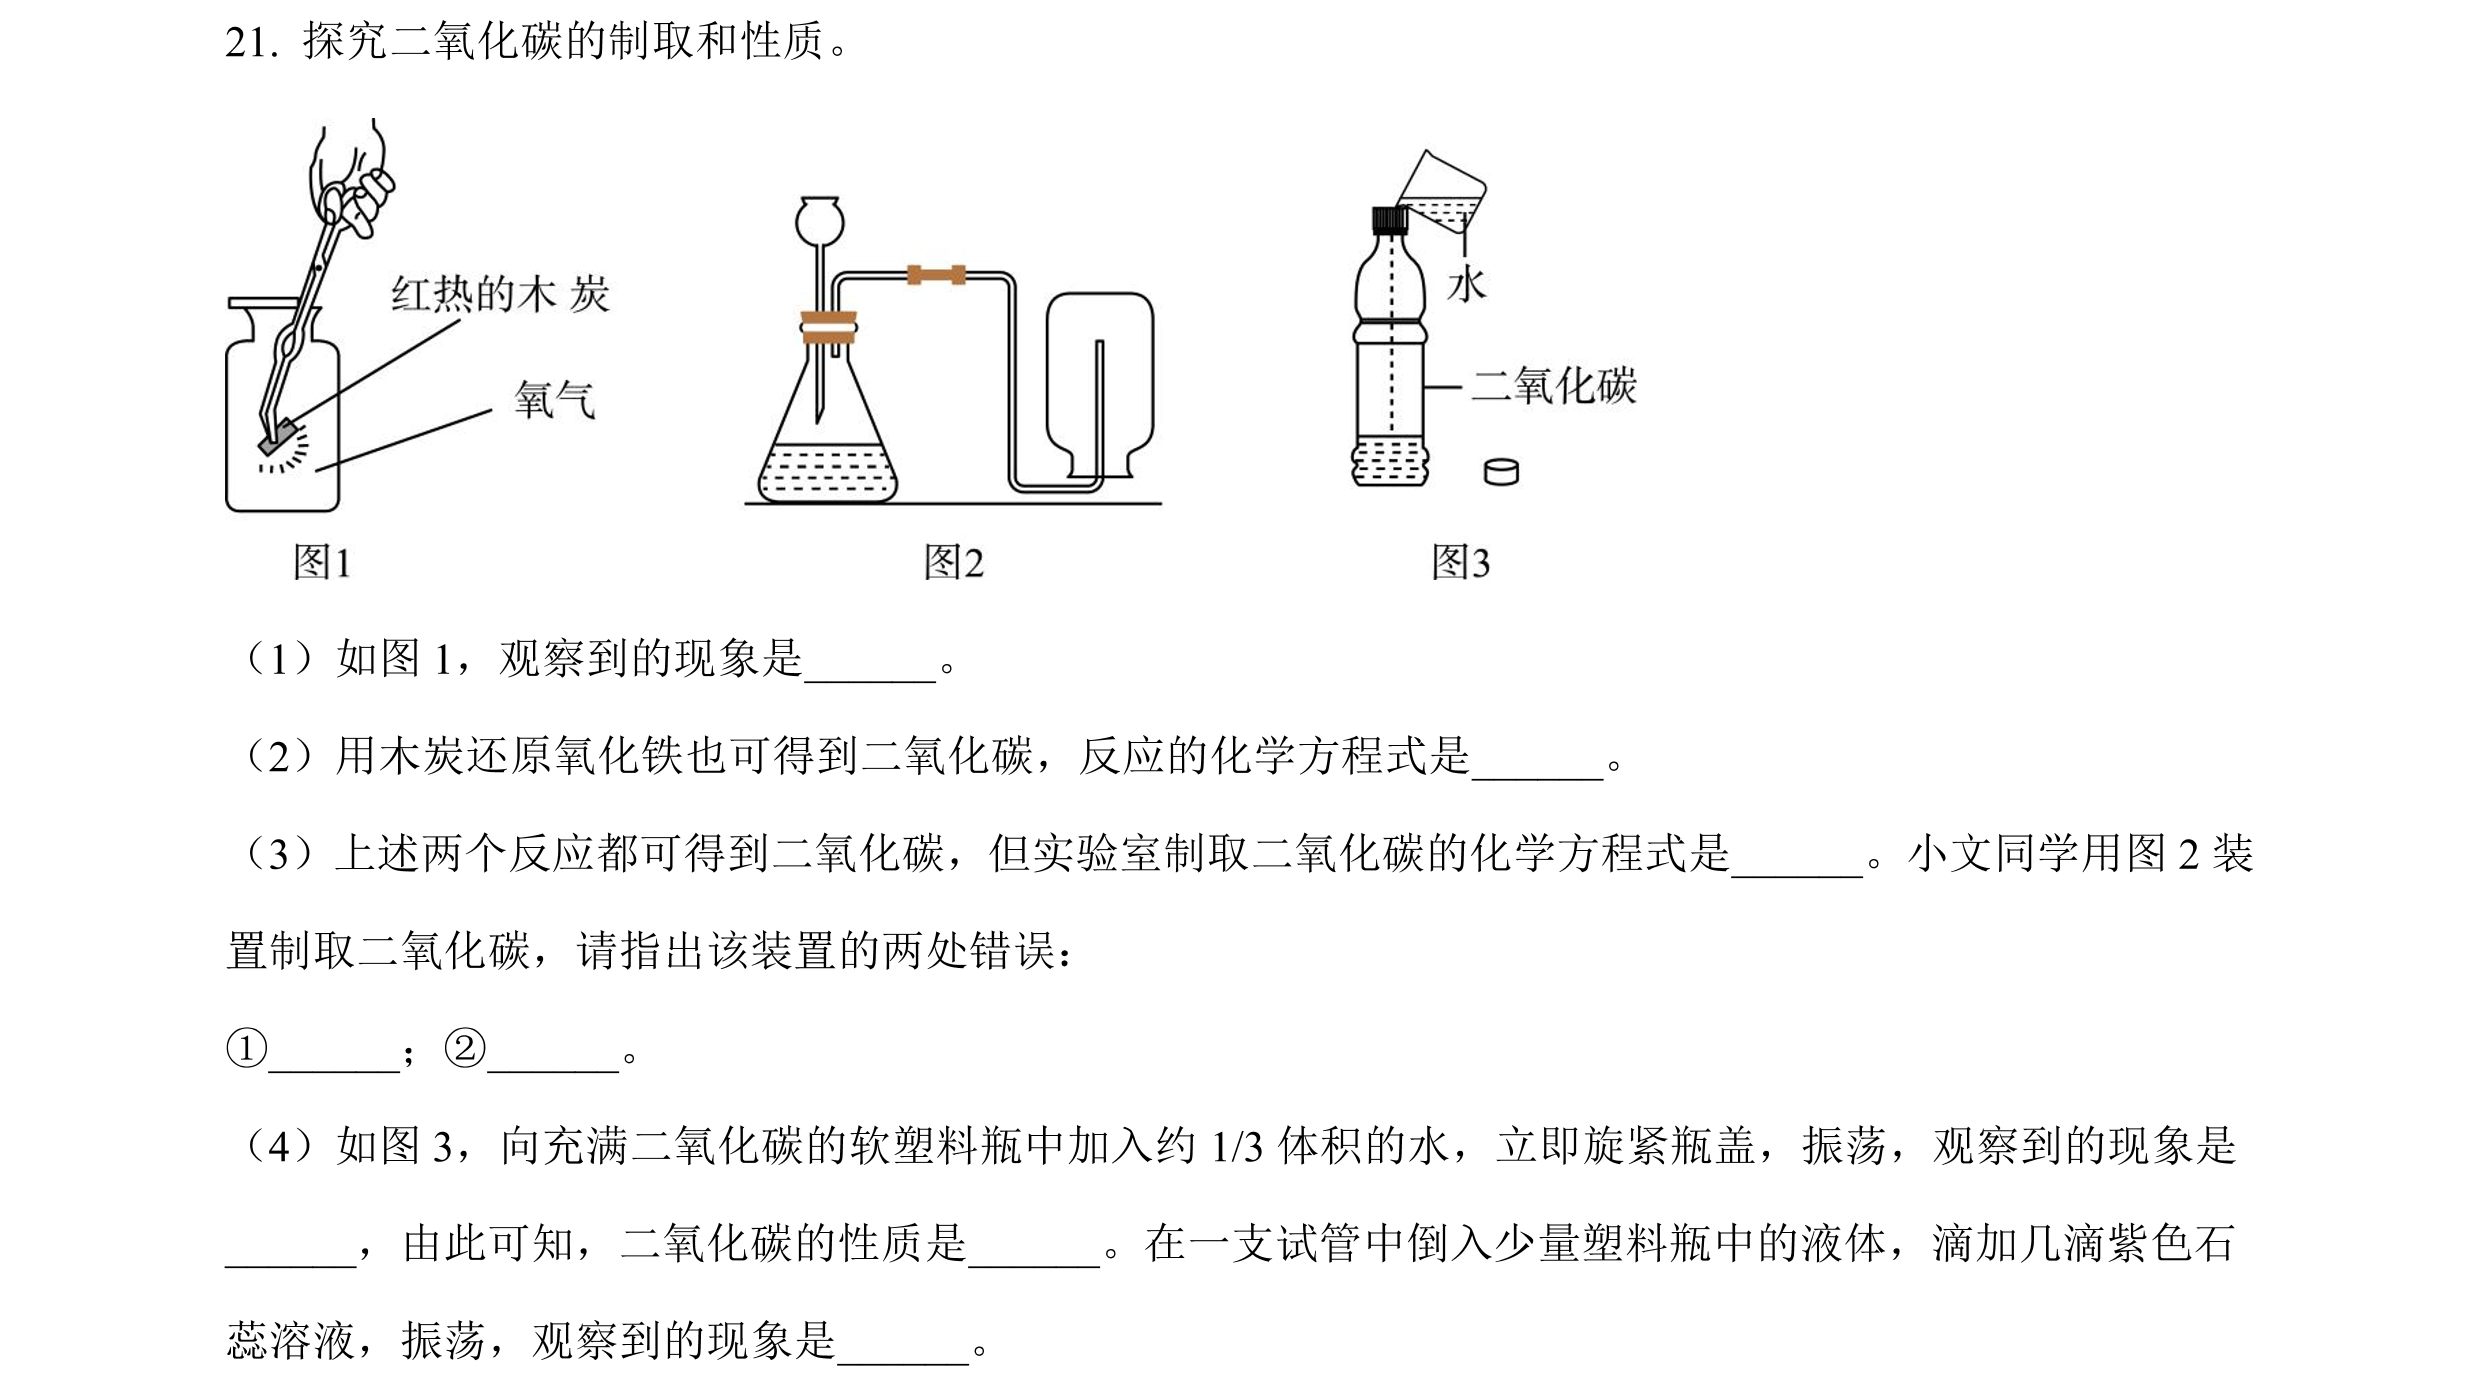 21. 探究二氧化碳的制取和性质。
红热的木 炭
氧气
水
二氧化碳
图1
图2
图3
（1）如图 1，观察到的现象是______。
（2）用木炭还原氧化铁也可得到二氧化碳，反应的化学方程式是______。
（3）上述两个反应都可得到二氧化碳，但实验室制取二氧化碳的化学方程式是______。小文同学用图 2 装
置制取二氧化碳，请指出该装置的两处错误：
①______；②______。
（4）如图 3，向充满二氧化碳的软塑料瓶中加入约 1/3 体积的水，立即旋紧瓶盖，振荡，观察到的现象是
______，由此可知，二氧化碳的性质是______。在一支试管中倒入少量塑料瓶中的液体，滴加几滴紫色石
蕊溶液，振荡，观察到的现象是______。